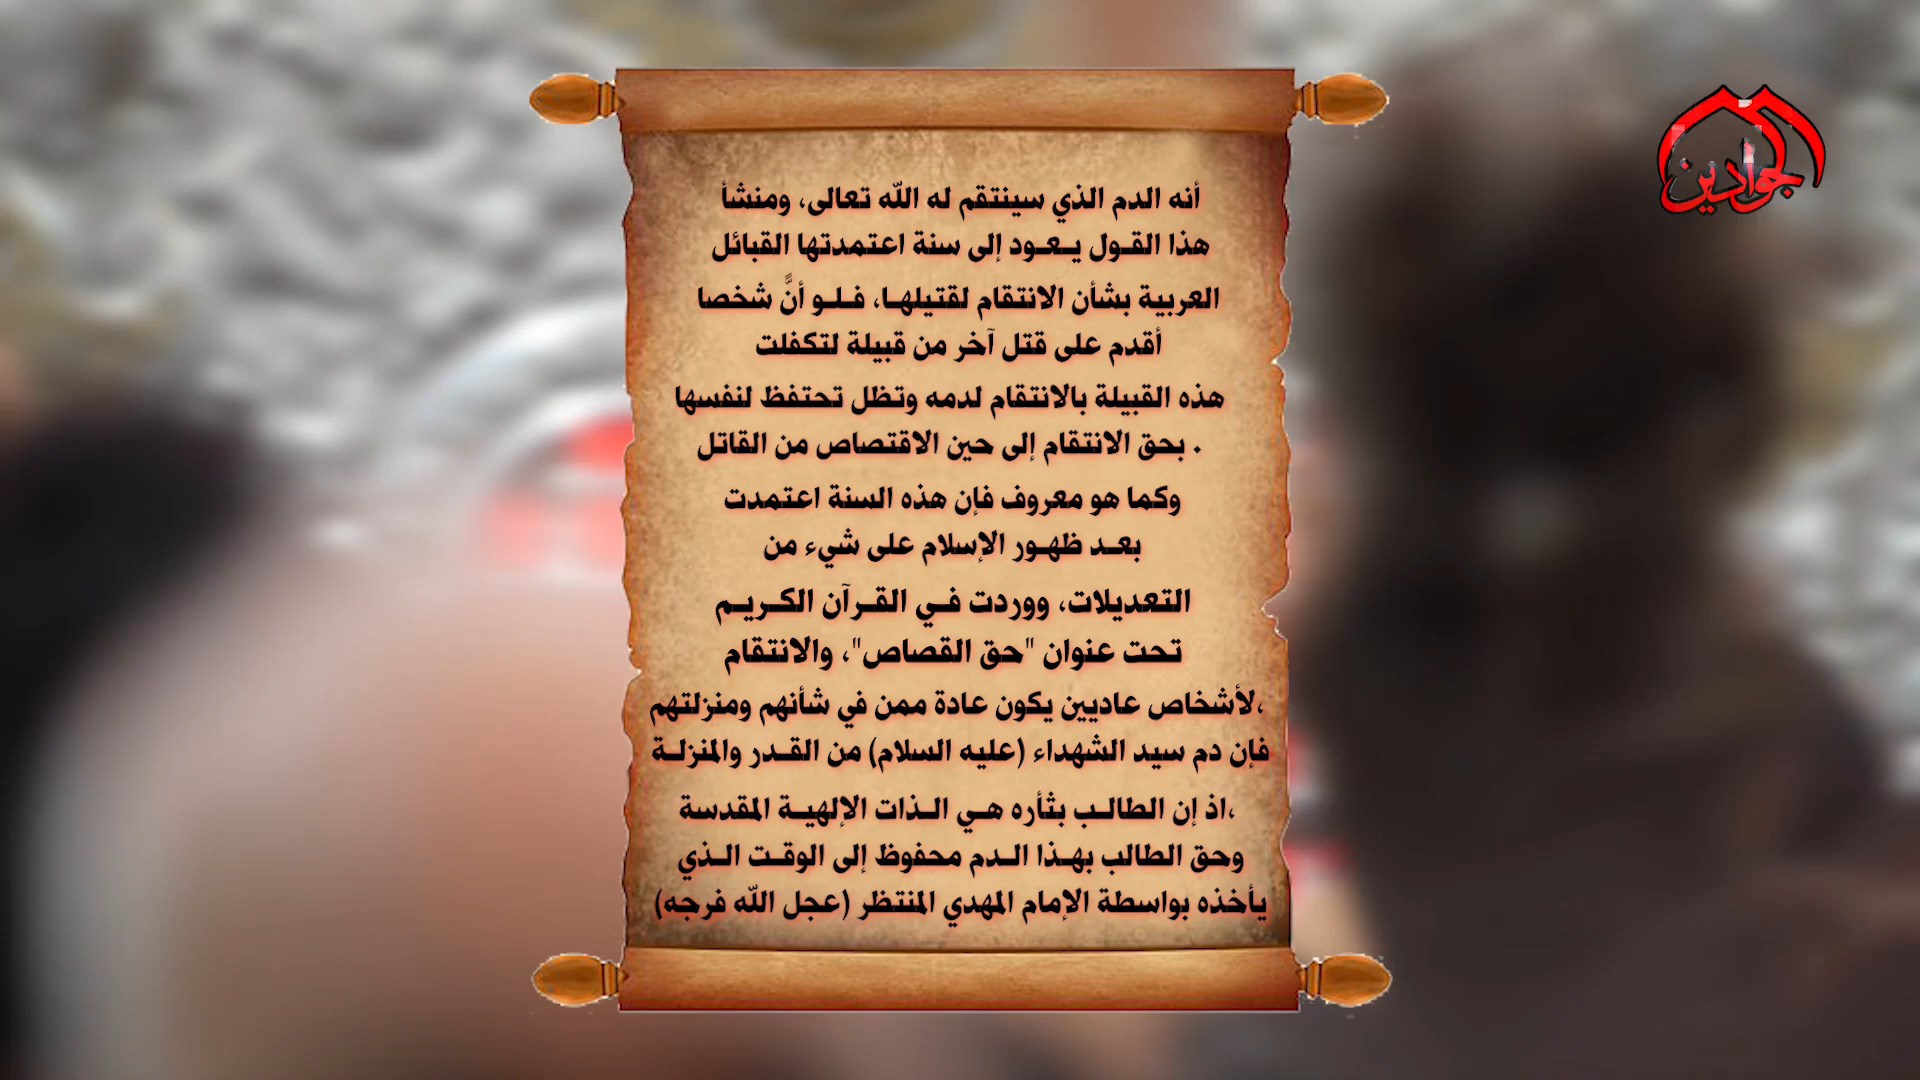 أنه الدم الذي سينتقم له الله تعالى، ومنشأ
هذا القول يعود إلى سنة اعتمدتها القبائل
العربية بشأن الانتقام لقتيلها، فلو أنَّ شخصا
أقدم على قتل آخر من قبيلة لتكفلت
هذه القبيلة بالانتقام لدمه وتظل تحتفظ لنفسها
. بحق الانتقام إلى حين الاقتصاص من القاتل
وكما هو معروف فإن هذه السنة اعتمدت
بعد ظهور الإسلام على شيء من
التعديلات، ووردت في القرآن الكريم
تحت عنوان "حق القصاص"، والانتقام
،لأشخاص عاديين يكون عادة ممن في شأنهم ومنزلتهم
فإن دم سيد الشهداء (عليه السلام) من القدر والمنزلة
،اذ إن الطالب بثأره هي الذات الإلهية المقدسة
وحق الطالب بهذا الدم محفوظ إلى الوقت الذي
يأخذه بواسطة الإمام المهدي المنتظر (عجل الله فرجه)
الجوادين